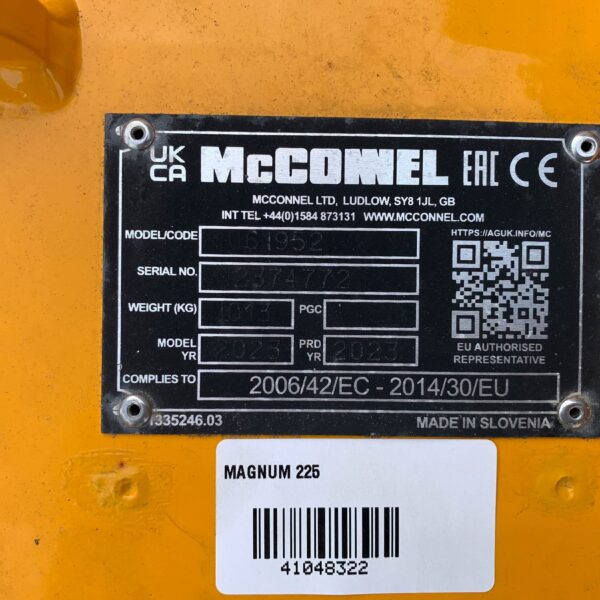 UK CA McCONNEL EAC CE
MCCONNEL LTD, LUDLOW, SY8 1JL, GB
INT TEL +44(0)1584 873131 WWW.MCCONNEL.COM
HTTPS://AGUK.INFO/MC
MODEL/CODE
SERIAL NO.
WEIGHT (KG) PGC
EU AUTHORISED
REPRESENTATIVE
MODEL YR 2023 PRD YR 2023
COMPLIES TO 2006/42/EC - 2014/30/EU
MADE IN SLOVENIA
MAGNUM 225
41048322